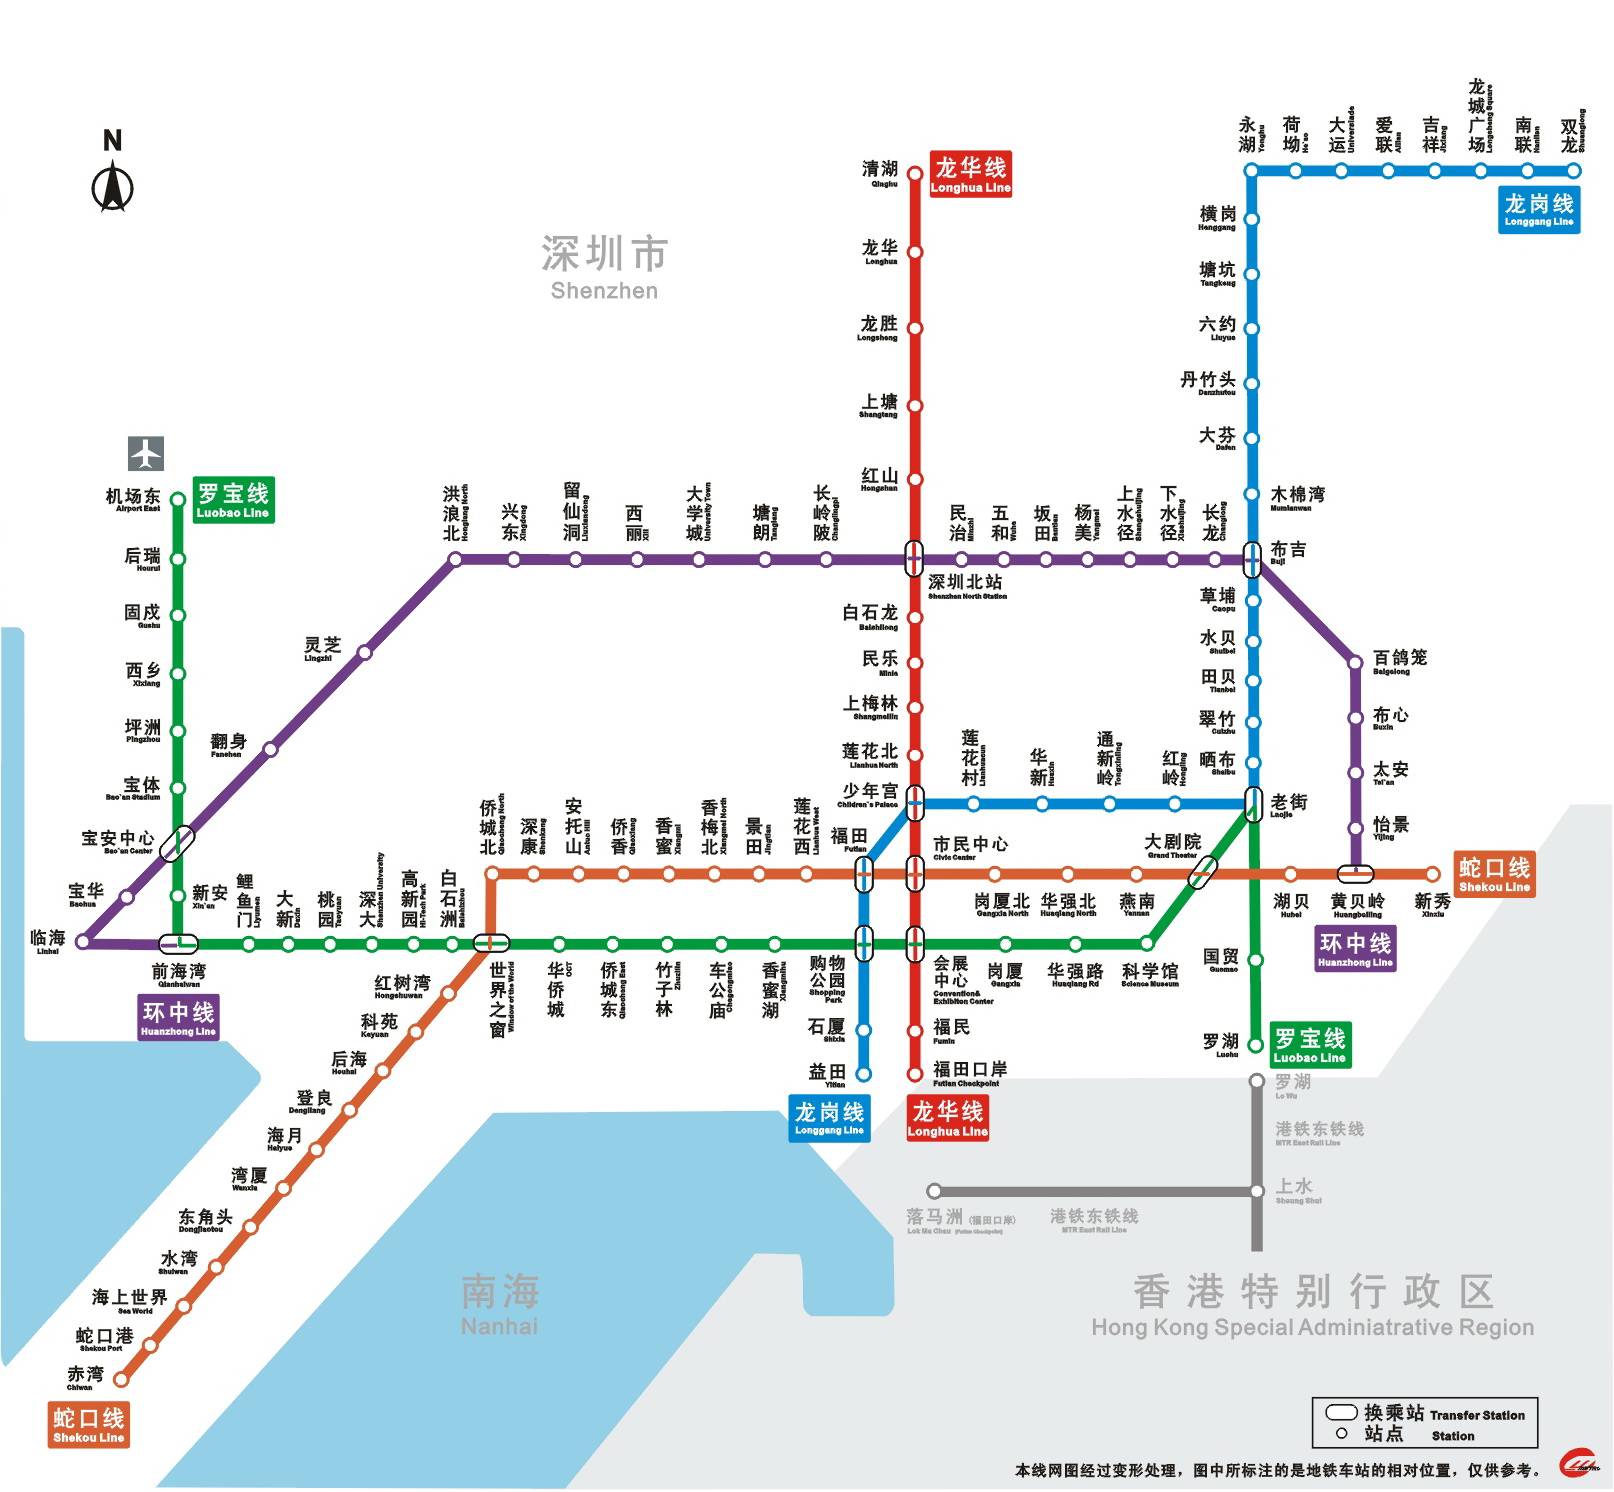 N
深圳市
Shenzhen
清湖
Qinghu
龙华线
Longhua Line
龙华
Longhua
龙胜
Longsheng
上塘
Shangtang
红山
Hongshan
深圳北站
Shenzhen North Station
白石龙
Baishilong
民乐
Minle
上梅林
Shangmeilin
莲花北
Lianhua North
少年宫
Children's Palace
市民中心
Civic Center
会展
中心
Convention&
Exhibition Center
福民
Fumin
福田口岸
Futian Checkpoint
龙华线
Longhua Line
永湖
Yonghu
荷坳
He'ao
大运
Universiade
爱联
Ailian
吉祥
Jixiang
龙城广场
Longcheng Square
南联
Nanlian
双龙
Shuanglong
龙岗线
Longgang Line
横岗
Henggang
塘坑
Tangkeng
六约
Liuyue
丹竹头
Danzhutou
大芬
Dafen
木棉湾
Mumianwan
布吉
Buji
草埔
Caopu
水贝
Shuibei
田贝
Tianbei
翠竹
Cuizhu
晒布
Shaibu
老街
Laojie
红岭
Hongling
通新岭
Tongxinling
华新
Huaxin
莲花村
Lianhuacun
福田
Futian
购物
公园
Shopping
Park
石厦
Shixia
益田
Yitian
龙岗线
Longgang Line
机场东
Airport East
罗宝线
Luobao Line
后瑞
Hourui
固戍
Gushu
西乡
Xixiang
坪洲
Pingzhou
宝体
Bao'an Stadium
宝安中心
Bao'an Center
新安
Xin'an
前海湾
Qianhaiwan
鲤鱼门
Liyumen
大新
Daxin
桃园
Taoyuan
深大
Shenzhen University
高新园
Hi-Tech Park
白石洲
Baishizhou
世界之窗
Window of the World
华侨城
OCT
侨城东
Qiaocheng East
竹子林
Zhuzilin
车公庙
Chegongmiao
香蜜湖
Xiangmihu
岗厦
Gangxia
华强路
Huaqiang Rd
科学馆
Science Museum
大剧院
Grand Theater
国贸
Guomao
罗湖
Luohu
罗宝线
Luobao Line
洪浪北
Honglang North
兴东
Xingdong
留仙洞
Liuxiandong
西丽
Xili
大学城
University Town
塘朗
Tanglang
长岭陂
Changlingpi
民治
Minzhi
五和
Wuhe
坂田
Bantian
杨美
Yangmei
上水径
Shangshuijing
下水径
Xiashuijing
长龙
Changlong
百鸽笼
Baigelong
布心
Buxin
太安
Tai'an
怡景
Yijing
黄贝岭
Huangbeiling
环中线
Huanzhong Line
灵芝
Lingzhi
翻身
Fanshen
宝华
Baohua
临海
Linhai
环中线
Huanzhong Line
侨城北
Qiaocheng North
深康
Shenkang
安托山
Antuo Hill
侨香
Qiaoxiang
香蜜
Xiangmi
香梅北
Xiangmei North
景田
Jingtian
莲花西
Lianhua West
岗厦北
Gangxia North
华强北
Huaqiang North
燕南
Yannan
湖贝
Hubei
新秀
Xinxiu
蛇口线
Shekou Line
红树湾
Hongshuwan
科苑
Keyuan
后海
Houhai
登良
Dengliang
海月
Haiyue
湾厦
Wanxia
东角头
Dongjiaotou
水湾
Shuiwan
海上世界
Sea World
蛇口港
Shekou Port
赤湾
Chiwan
蛇口线
Shekou Line
罗湖
Lo Wu
港铁东铁线
MTR East Rail Line
上水
Sheung Shui
落马洲 (福田口岸)
Lok Ma Chau (Futian Checkpoint)
港铁东铁线
MTR East Rail Line
南海
Nanhai
香港特别行政区
Hong Kong Special Adminiatrative Region
换乘站 Transfer Station
站点 Station
本线网图经过变形处理，图中所标注的是地铁车站的相对位置，仅供参考。